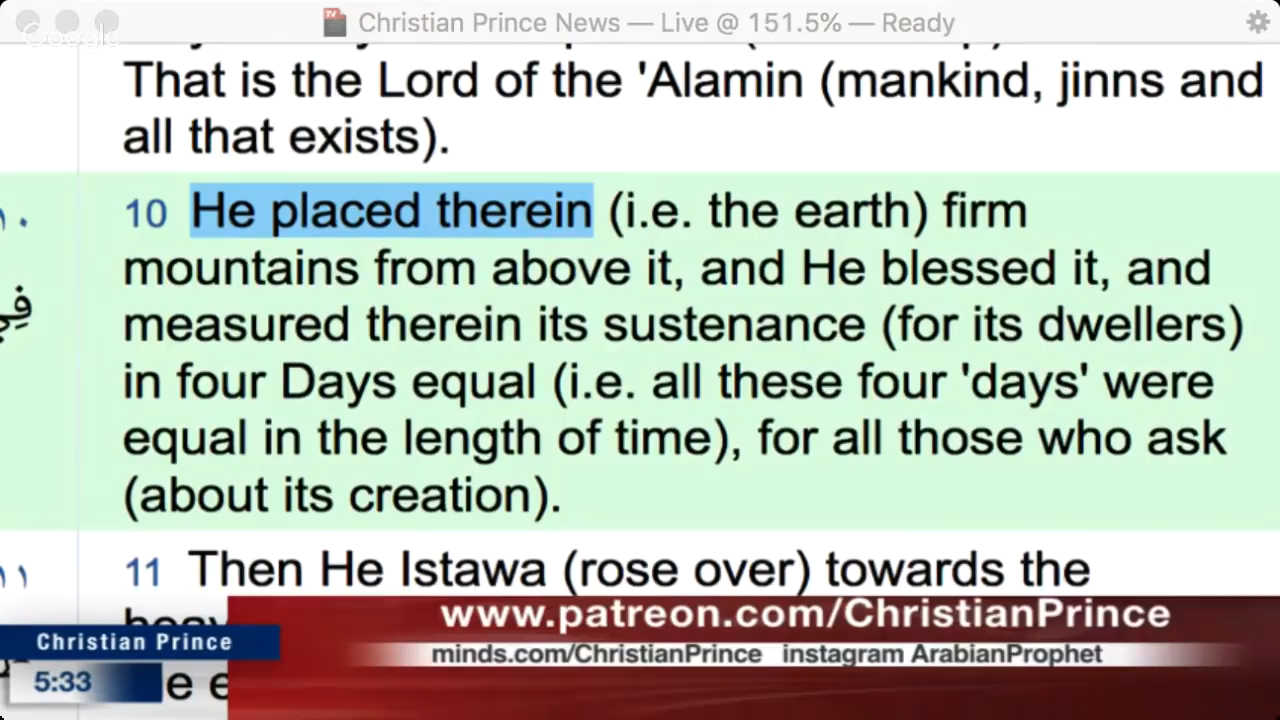 Christian Prince News — Live @ 151.5% — Ready
Google
That is the Lord of the 'Alamin (mankind, jinns and
all that exists).
10 He placed therein (i.e. the earth) firm
mountains from above it, and He blessed it, and
measured therein its sustenance (for its dwellers)
in four Days equal (i.e. all these four 'days' were
equal in the length of time), for all those who ask
(about its creation).
11 Then He Istawa (rose over) towards the
www.patreon.com/ChristianPrince
Christian Prince
minds.com/ChristianPrince instagram ArabianProphet
5:33